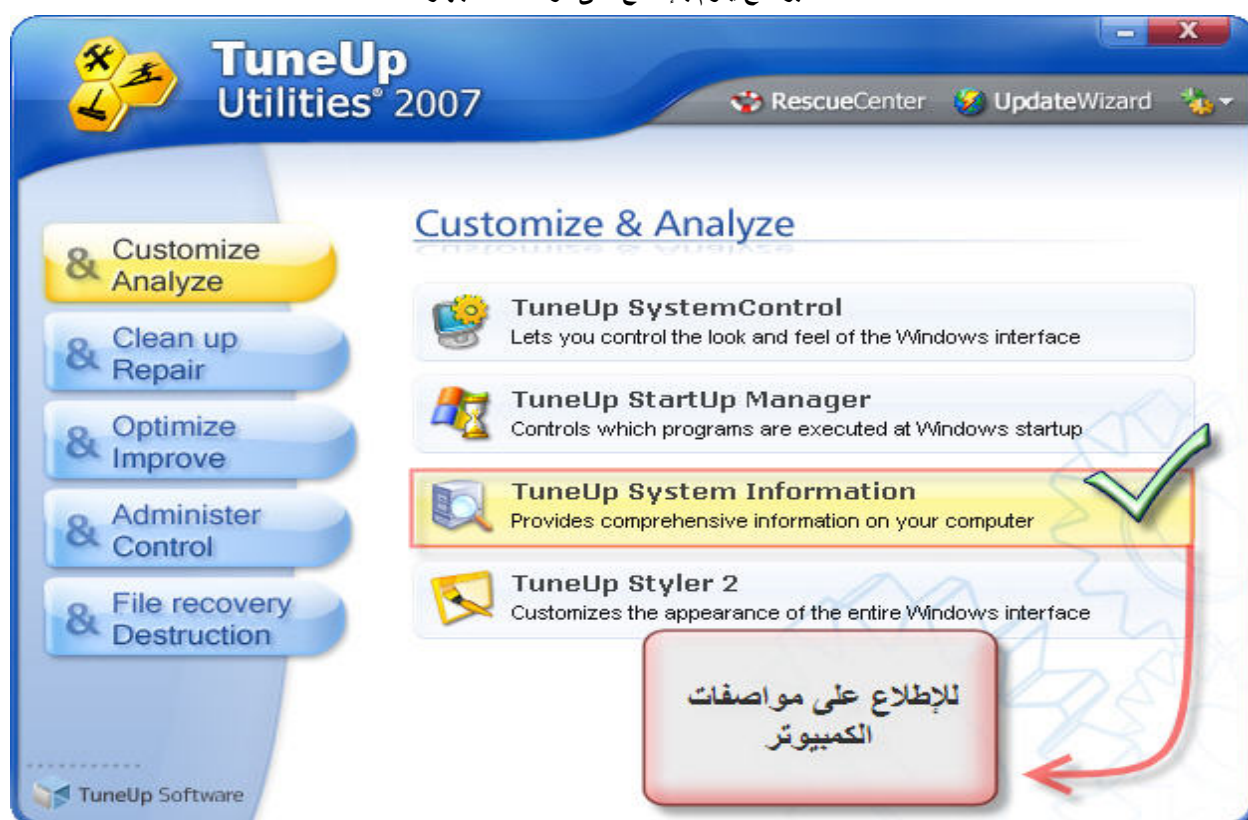 TuneUp
Utilities® 2007
RescueCenter
UpdateWizard
Customize & Analyze
& Customize
Analyze
& Clean up
Repair
& Optimize
Improve
& Administer
Control
& File recovery
Destruction
TuneUp SystemControl
Lets you control the look and feel of the Windows interface
TuneUp StartUp Manager
Controls which programs are executed at Windows startup
TuneUp System Information
Provides comprehensive information on your computer
TuneUp Styler 2
Customizes the appearance of the entire Windows interface
للإطلاع على مواصفات
الكمبيوتر
TuneUp Software